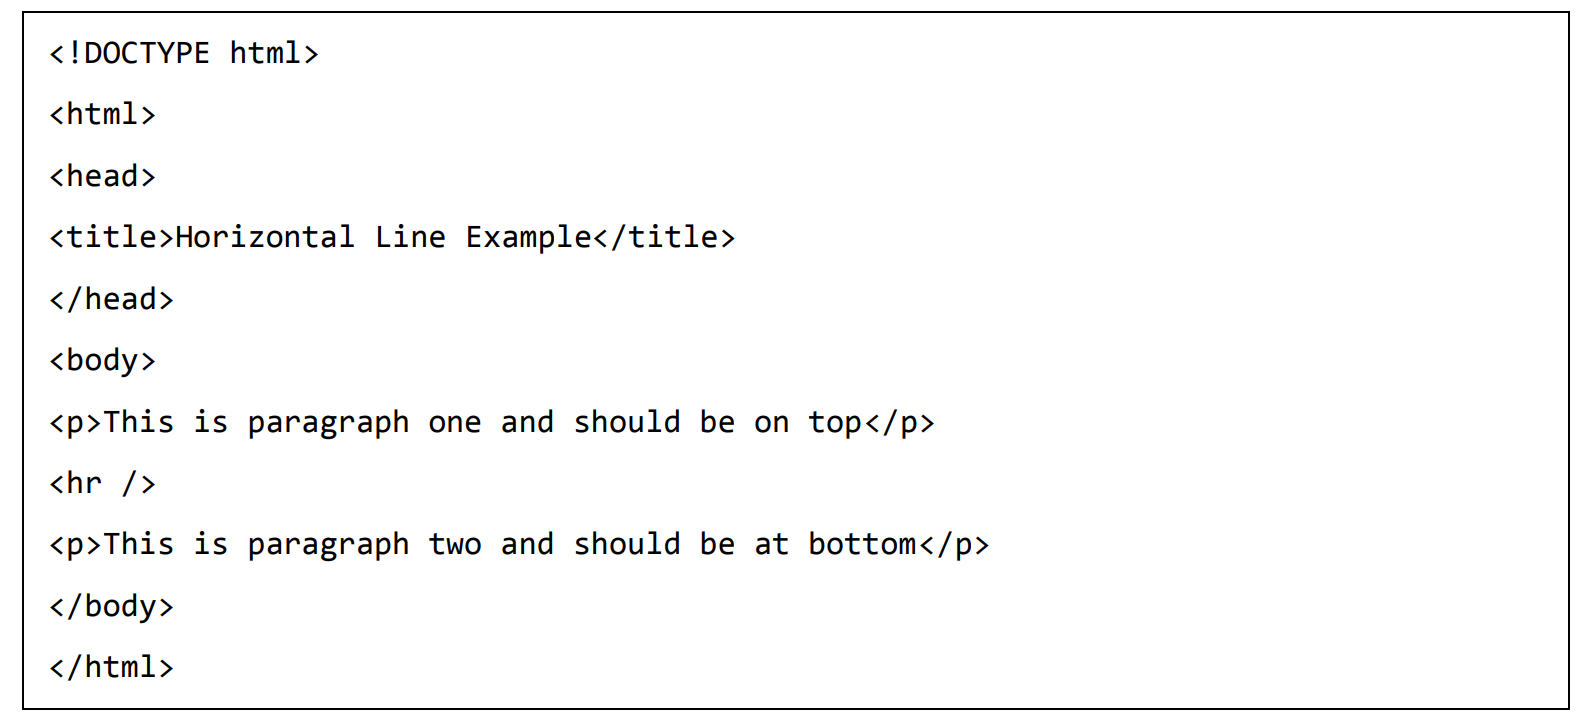 <!DOCTYPE html>
<html>
<head>
<title>Horizontal Line Example</title>
</head>
<body>
<p>This is paragraph one and should be on top</p>
<hr />
<p>This is paragraph two and should be at bottom</p>
</body>
</html>